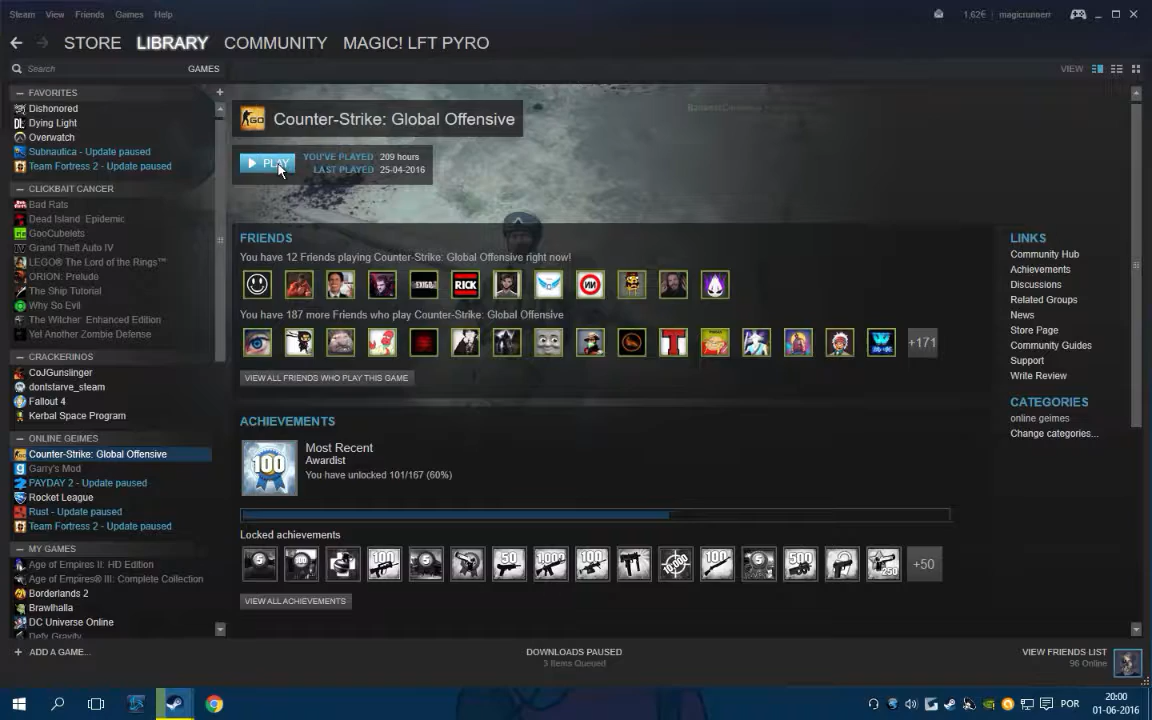 Steam View Friends Games Help
1,62€ magicrunnerr
STORE LIBRARY COMMUNITY MAGIC! LFT PYRO
Search GAMES
VIEW
FAVORITES
Dishonored
Dying Light
Overwatch
Subnautica - Update paused
Team Fortress 2 - Update paused
CLICKBAIT CANCER
Bad Rats
Dead Island: Epidemic
GooCubelets
Grand Theft Auto IV
LEGO® The Lord of the Rings™
ORION: Prelude
The Ship Tutorial
Why So Evil
The Witcher: Enhanced Edition
Yet Another Zombie Defense
CRACKERINOS
CoJGunslinger
dontstarve_steam
Fallout 4
Kerbal Space Program
ONLINE GEIMES
Counter-Strike: Global Offensive
Garry's Mod
PAYDAY 2 - Update paused
Rocket League
Rust - Update paused
Team Fortress 2 - Update paused
MY GAMES
Age of Empires II: HD Edition
Age of Empires® III: Complete Collection
Borderlands 2
Brawlhalla
DC Universe Online
Defy Gravity
+ ADD A GAME...
Counter-Strike: Global Offensive
PLAY
YOU'VE PLAYED 209 hours
LAST PLAYED 25-04-2016
FRIENDS
You have 12 Friends playing Counter-Strike: Global Offensive right now!
RICK
You have 187 more Friends who play Counter-Strike: Global Offensive
+171
VIEW ALL FRIENDS WHO PLAY THIS GAME
ACHIEVEMENTS
100
Most Recent
Awardist
You have unlocked 101/167 (60%)
Locked achievements
+50
VIEW ALL ACHIEVEMENTS
LINKS
Community Hub
Achievements
Discussions
Related Groups
News
Store Page
Community Guides
Support
Write Review
CATEGORIES
online geimes
Change categories...
DOWNLOADS PAUSED
3 Items Queued
VIEW FRIENDS LIST
96 Online
POR
20:00
01-06-2016